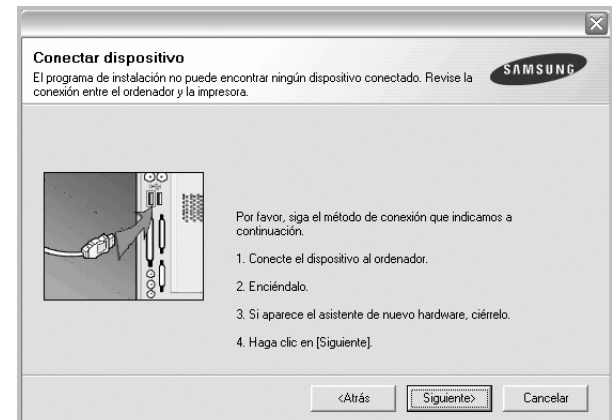 Conectar dispositivo
El programa de instalación no puede encontrar ningún dispositivo conectado. Revise la
conexión entre el ordenador y la impresora.
SAMSUNG
Por favor, siga el método de conexión que indicamos a
continuación.
1. Conecte el dispositivo al ordenador.
2. Enciéndalo.
3. Si aparece el asistente de nuevo hardware, ciérrelo.
4. Haga clic en [Siguiente].
<Atrás Siguiente> Cancelar